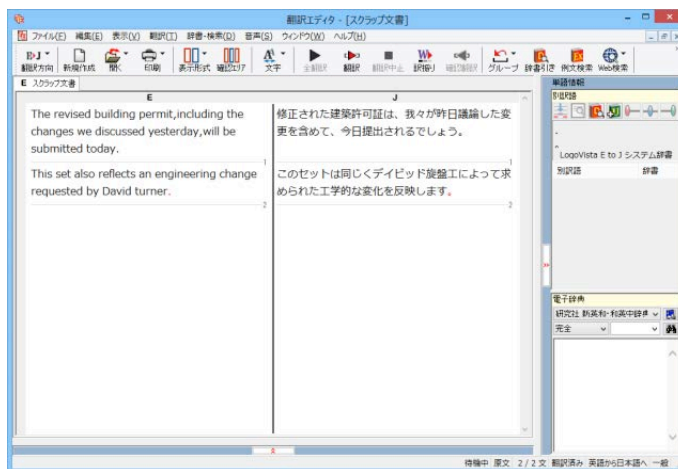 翻訳エディタ - [スクラップ文書]
ファイル(F) 編集(E) 表示(V) 翻訳(T) 辞書・検索(D) 音声(S) ウィンドウ(W) ヘルプ(H)
E▸J
翻訳方向 新規作成 開く 印刷 表示形式 確認エリア 文字 全翻訳 翻訳 翻訳中止 訳振り 確認翻訳 グループ 辞書引き 例文検索 Web検索
E スクラップ文書
単語情報
別訳語
E
J
The revised building permit,including the
changes we discussed yesterday,will be
submitted today.
1
修正された建築許可証は、我々が昨日議論した変
更を含めて、今日提出されるでしょう。
1
This set also reflects an engineering change
requested by David turner.
2
このセットは同じくデイビッド旋盤工によって求
められた工学的な変化を反映します。
2
LogoVista E to J システム辞書
別訳語 辞書
電子辞典
研究社 新英和・和英中辞典
完全
待機中 原文 2 / 2 文 翻訳済み 英語から日本語へ 一般